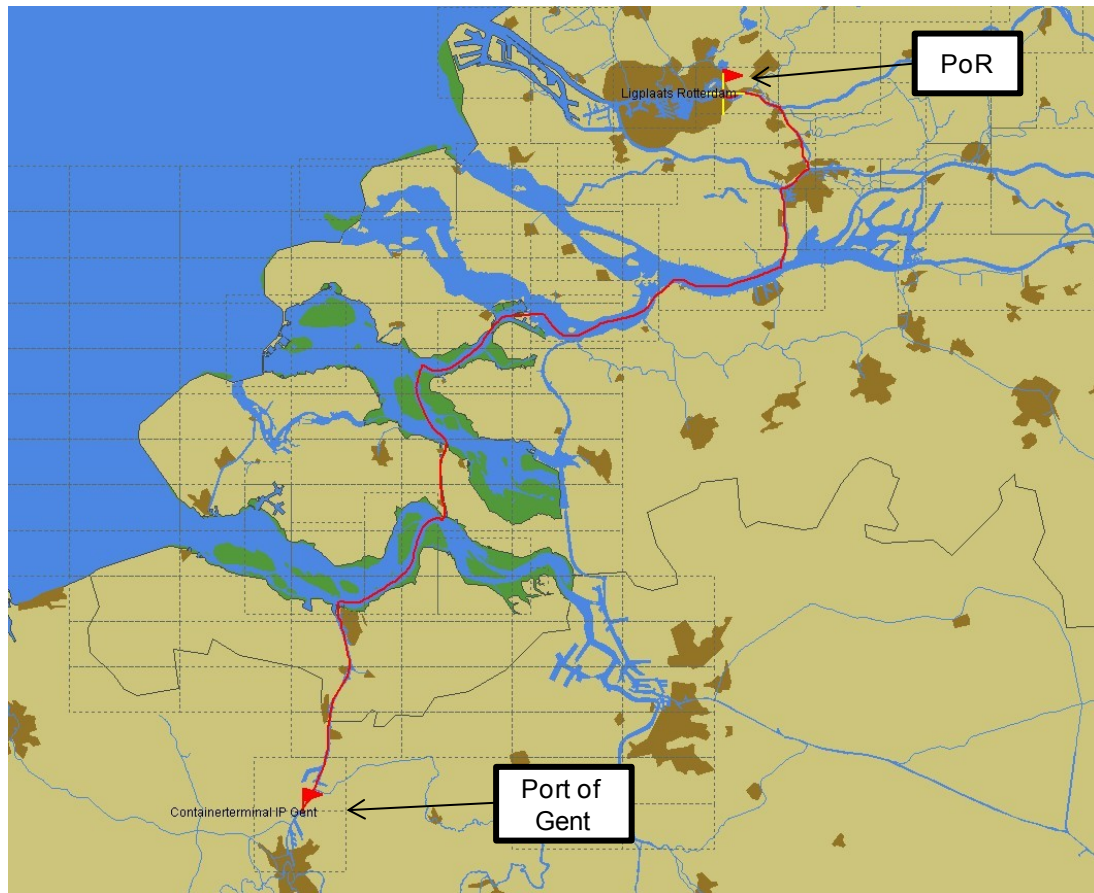 PoR
Ligplaats Rotterdam
Port of
Gent
Containerterminal IP Gent